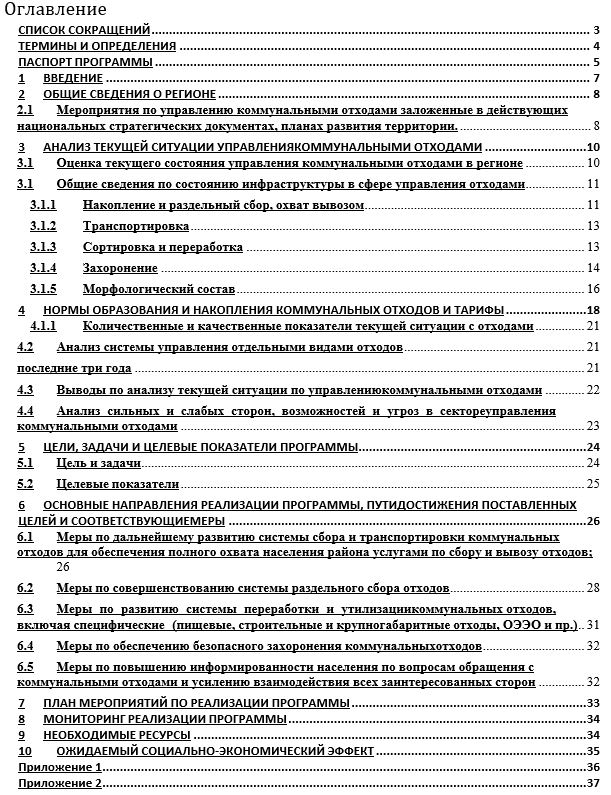 Оглавление
СПИСОК СОКРАЩЕНИЙ 3
ТЕРМИНЫ И ОПРЕДЕЛЕНИЯ 4
ПАСПОРТ ПРОГРАММЫ 5
1 ВВЕДЕНИЕ 7
2 ОБЩИЕ СВЕДЕНИЯ О РЕГИОНЕ 8
2.1 Мероприятия по управлению коммунальными отходами заложенные в действующих
национальных стратегических документах, планах развития территории. 8
3 АНАЛИЗ ТЕКУЩЕЙ СИТУАЦИИ УПРАВЛЕНИЯКОММУНАЛЬНЫМИ ОТХОДАМИ 10
3.1 Оценка текущего состояния управления коммунальными отходами в регионе 10
3.1 Общие сведения по состоянию инфраструктуры в сфере управления отходами 11
3.1.1 Накопление и раздельный сбор, охват вывозом 11
3.1.2 Транспортировка 13
3.1.3 Сортировка и переработка 13
3.1.4 Захоронение 14
3.1.5 Морфологический состав 16
4 НОРМЫ ОБРАЗОВАНИЯ И НАКОПЛЕНИЯ КОММУНАЛЬНЫХ ОТХОДОВ И ТАРИФЫ 18
4.1.1 Количественные и качественные показатели текущей ситуации с отходами 21
4.2 Анализ системы управления отдельными видами отходов 21
последние три года 21
4.3 Выводы по анализу текущей ситуации по управлениюкоммунальными отходами 22
4.4 Анализ сильных и слабых сторон, возможностей и угроз в сектореуправления
коммунальными отходами 23
5 ЦЕЛИ, ЗАДАЧИ И ЦЕЛЕВЫЕ ПОКАЗАТЕЛИ ПРОГРАММЫ 24
5.1 Цель и задачи 24
5.2 Целевые показатели 25
6 ОСНОВНЫЕ НАПРАВЛЕНИЯ РЕАЛИЗАЦИИ ПРОГРАММЫ, ПУТИДОСТИЖЕНИЯ ПОСТАВЛЕННЫХ
ЦЕЛЕЙ И СООТВЕТСТВУЮЩИЕМЕРЫ 26
6.1 Меры по дальнейшему развитию системы сбора и транспортировки коммунальных
отходов для обеспечения полного охвата населения района услугами по сбору и вывозу отходов;
26
6.2 Меры по совершенствованию системы раздельного сбора отходов 28
6.3 Меры по развитию системы переработки и утилизациикоммунальных отходов,
включая специфические (пищевые, строительные и крупногабаритные отходы, ОЭЭО и пр.) 31
6.4 Меры по обеспечению безопасного захоронения коммунальныхотходов 32
6.5 Меры по повышению информированности населения по вопросам обращения с
коммунальными отходами и усилению взаимодействия всех заинтересованных сторон 32
7 ПЛАН МЕРОПРИЯТИЙ ПО РЕАЛИЗАЦИИ ПРОГРАММЫ 33
8 МОНИТОРИНГ РЕАЛИЗАЦИИ ПРОГРАММЫ 34
9 НЕОБХОДИМЫЕ РЕСУРСЫ 34
10 ОЖИДАЕМЫЙ СОЦИАЛЬНО-ЭКОНОМИЧЕСКИЙ ЭФФЕКТ 35
Приложение 1 36
Приложение 2 37